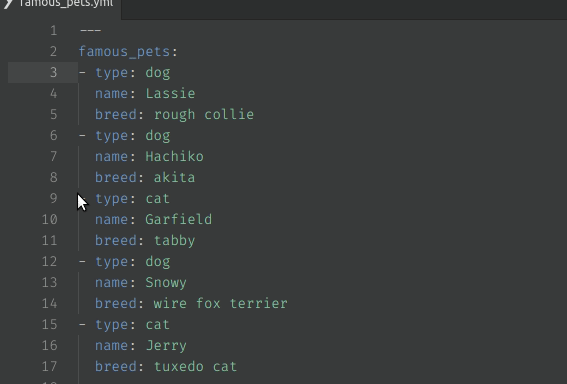 famous_pets.yml
1 ---
2 famous_pets:
3 - type: dog
4 name: Lassie
5 breed: rough collie
6 - type: dog
7 name: Hachiko
8 breed: akita
9 type: cat
10 name: Garfield
11 breed: tabby
12 - type: dog
13 name: Snowy
14 breed: wire fox terrier
15 - type: cat
16 name: Jerry
17 breed: tuxedo cat